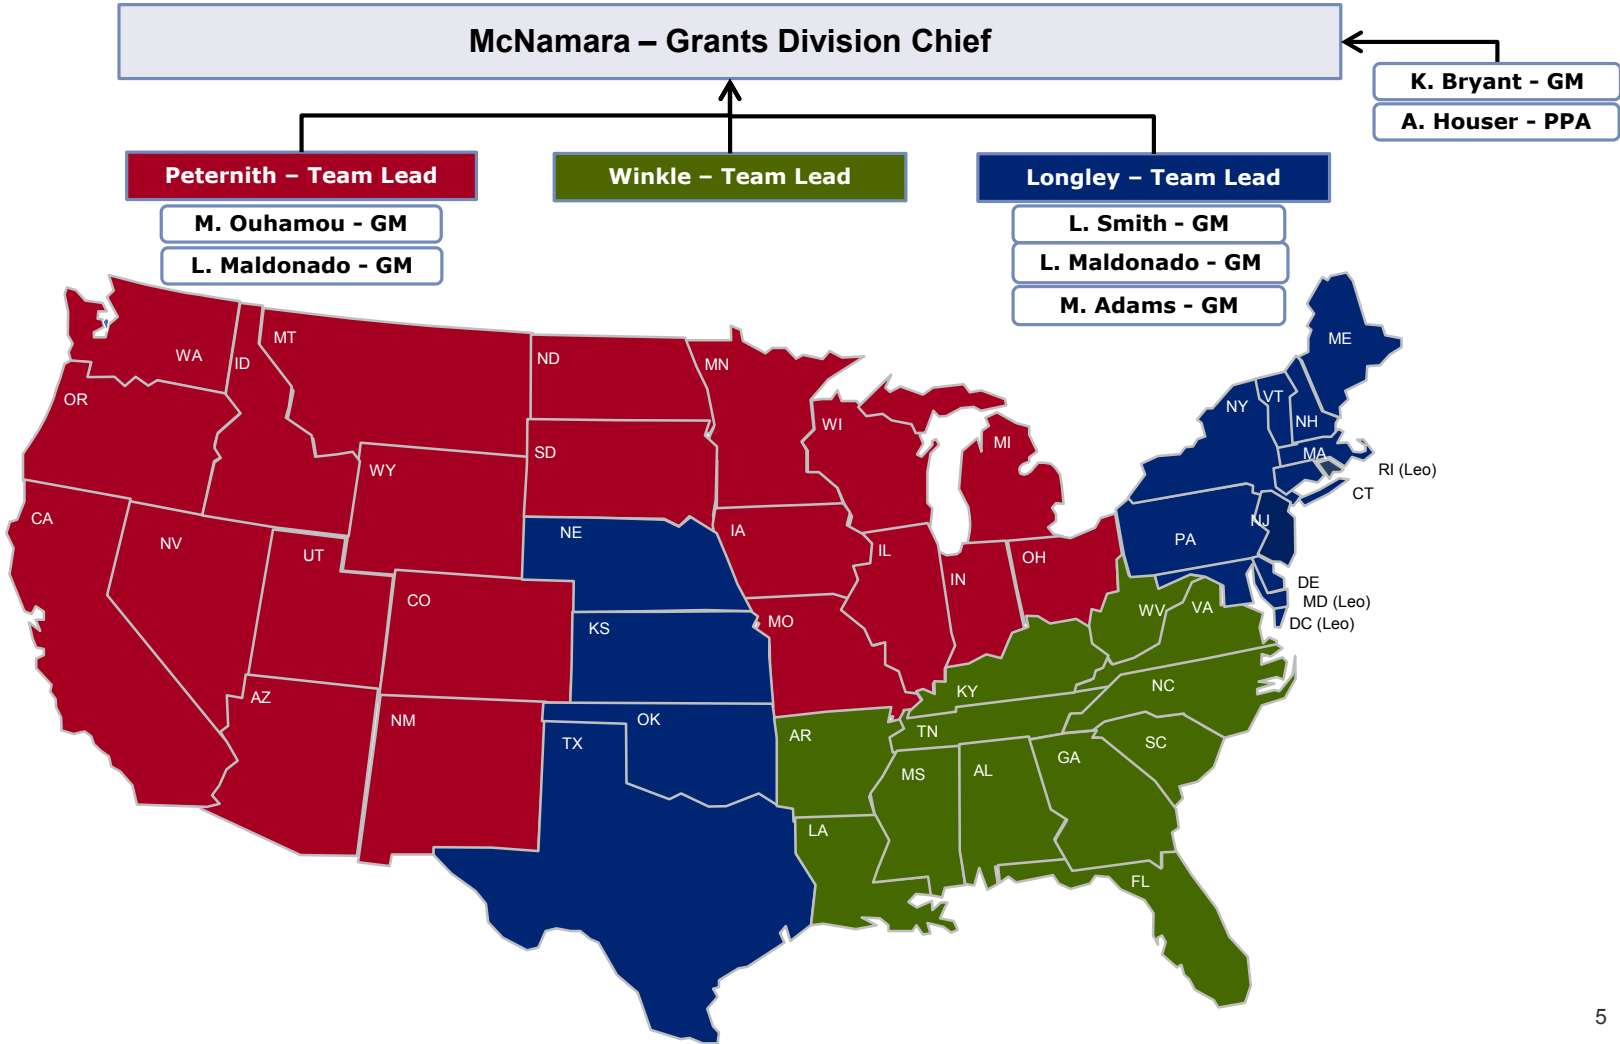 McNamara – Grants Division Chief
K. Bryant - GM
A. Houser - PPA
Peternith – Team Lead
Winkle – Team Lead
Longley – Team Lead
M. Ouhamou - GM
L. Maldonado - GM
L. Smith - GM
L. Maldonado - GM
M. Adams - GM
WA
ID
MT
ND
MN
OR
WY
SD
WI
MI
CA
NV
UT
CO
NE
IA
IL
IN
OH
KS
MO
AZ
NM
OK
TX
AR
LA
KY
TN
MS
AL
GA
FL
SC
NC
WV
VA
PA
NJ
NY
VT
NH
ME
MA
RI (Leo)
CT
DE
MD (Leo)
DC (Leo)
5